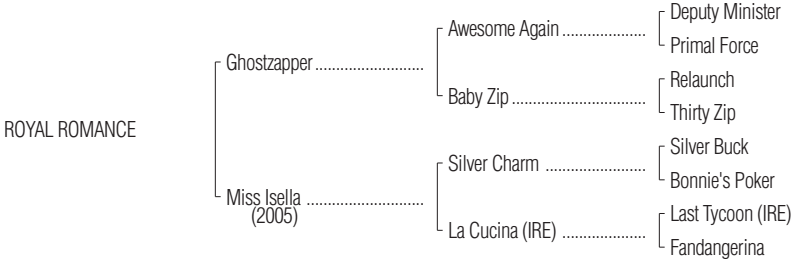 Deputy Minister
Awesome Again ....................
Primal Force
Ghostzapper ..........................
Relaunch
Baby Zip ................................
Thirty Zip
ROYAL ROMANCE
Silver Buck
Silver Charm ........................
Bonnie's Poker
Miss Isella ............................
(2005)
Last Tycoon (IRE)
La Cucina (IRE) ....................
Fandangerina